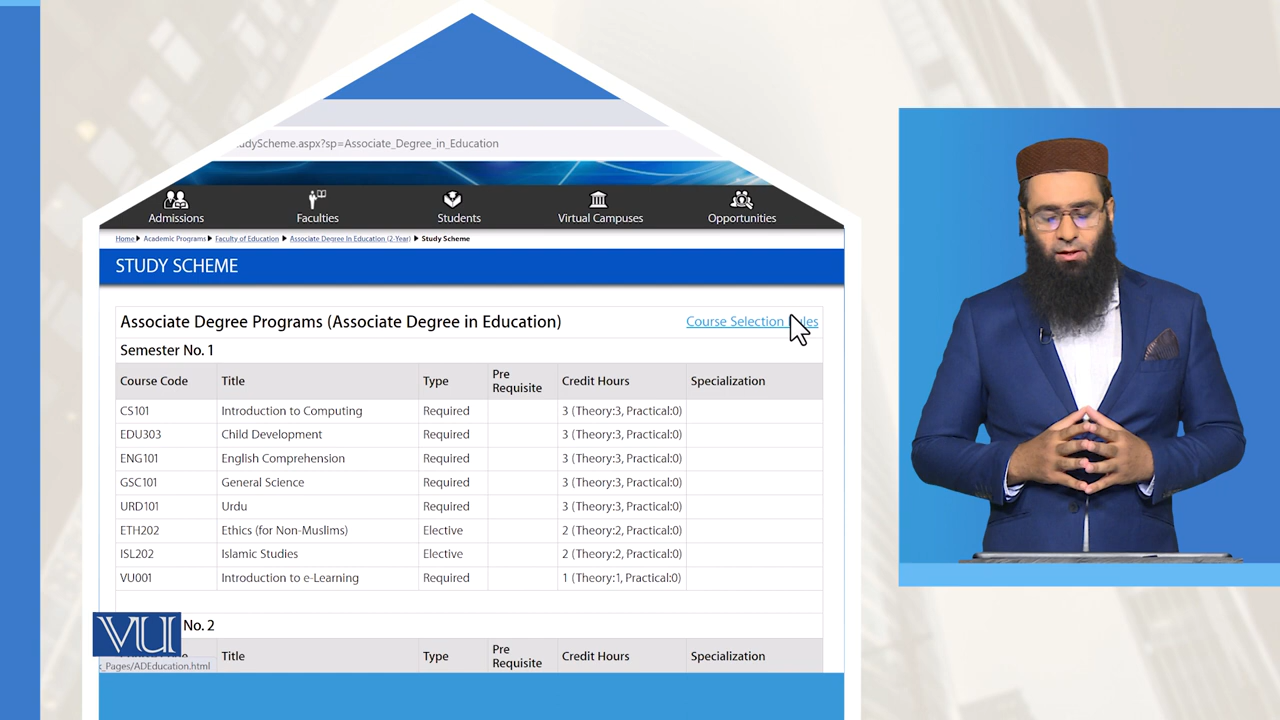 udyScheme.aspx?sp=Associate_Degree_in_Education
Admissions Faculties Students Virtual Campuses Opportunities
Home Academic Programs Faculty of Education Associate Degree In Education (2-Year) Study Scheme
STUDY SCHEME
Associate Degree Programs (Associate Degree in Education) Course Selection
Semester No. 1
Course Code Title Type Pre Requisite Credit Hours Specialization
CS101 Introduction to Computing Required 3 (Theory:3, Practical:0)
EDU303 Child Development Required 3 (Theory:3, Practical:0)
ENG101 English Comprehension Required 3 (Theory:3, Practical:0)
GSC101 General Science Required 3 (Theory:3, Practical:0)
URD101 Urdu Required 3 (Theory:3, Practical:0)
ETH202 Ethics (for Non-Muslims) Elective 2 (Theory:2, Practical:0)
ISL202 Islamic Studies Elective 2 (Theory:2, Practical:0)
VU001 Introduction to e-Learning Required 1 (Theory:1, Practical:0)
VU No. 2
Title Type Pre Requisite Credit Hours Specialization
c_Pages/ADEducation.html